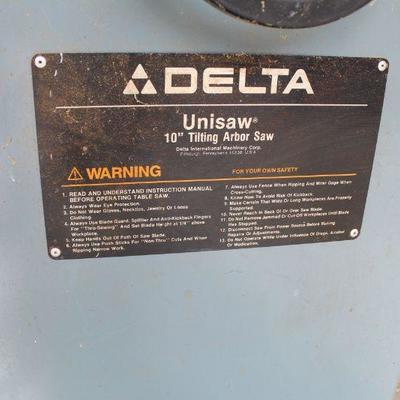 DELTA
Unisaw®
10" Tilting Arbor Saw
Delta International Machinery Corp.
Pittsburgh, Pennsylvania 15238 U.S.A.
WARNING
FOR YOUR OWN SAFETY
1. READ AND UNDERSTAND INSTRUCTION MANUAL
BEFORE OPERATING TABLE SAW.
2. Always Wear Eye Protection.
3. Do Not Wear Gloves, Neckties, Jewelry Or Loose
Clothing
4. Always Use Blade Guard, Splitter And Anti-Kickback Fingers
For "Thru-Sawing" And Set Blade Height at 1/8" above
Workpiece.
5. Keep Hands Out Of Path Of Saw Blade.
6. Always Use Push Sticks For "Non Thru" Cuts And When
Ripping Narrow Work.
7. Always Use Fence When Ripping And Miter Gage When
Cross-Cutting.
8. Know How To Avoid Risk Of Kickback.
9. Make Certain That Wide Or Long Workpieces Are Properly
Supported.
10. Never Reach In Back Of Or Over Saw Blade.
11. Do Not Remove Jammed Or Cut-Off Workpieces Until Blade
Has Stopped.
12. Disconnect Saw From Power Source Before Making
Repairs Or Adjustments.
13. Do Not Operate While Under Influence Of Drugs, Alcohol
Or Medication.